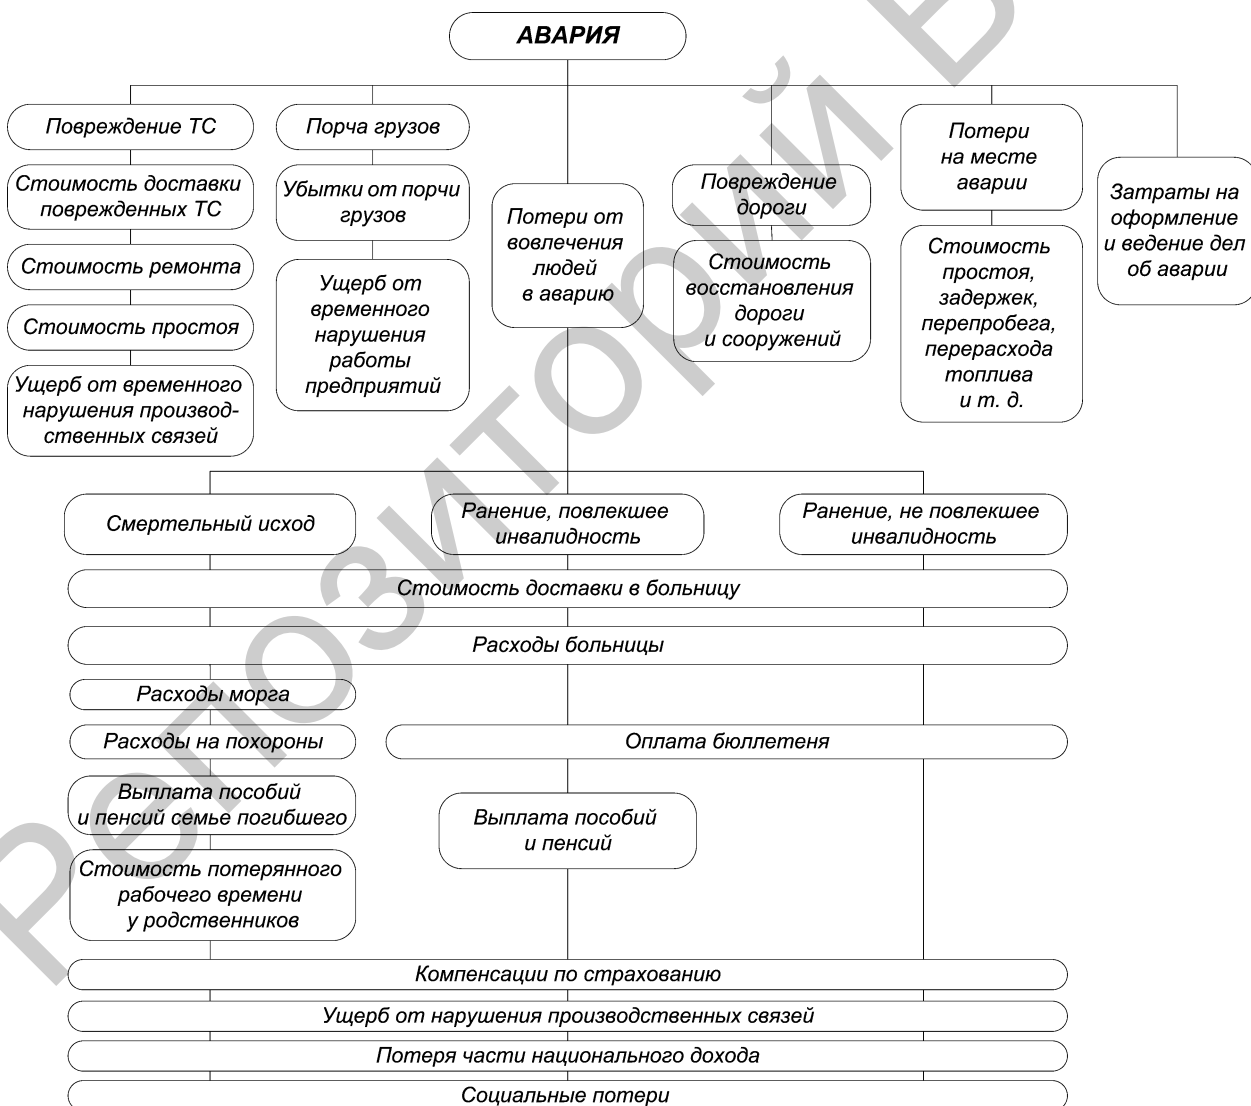 АВАРИЯ
Повреждение ТС
Стоимость доставки
поврежденных ТС
Стоимость ремонта
Стоимость простоя
Ущерб от временного
нарушения производ-
ственных связей
Порча грузов
Убытки от порчи
грузов
Ущерб от
временного
нарушения
работы
предприятий
Потери от
вовлечения
людей
в аварию
Повреждение
дороги
Стоимость
восстановления
дороги
и сооружений
Потери
на месте
аварии
Стоимость
простоя,
задержек,
перепробега,
перерасхода
топлива
и т. д.
Затраты на
оформление
и ведение дел
об аварии
Смертельный исход
Ранение, повлекшее
инвалидность
Ранение, не повлекшее
инвалидность
Стоимость доставки в больницу
Расходы больницы
Расходы морга
Расходы на похороны
Оплата бюллетеня
Выплата пособий
и пенсий семье погибшего
Выплата пособий
и пенсий
Стоимость потерянного
рабочего времени
у родственников
Компенсации по страхованию
Ущерб от нарушения производственных связей
Потеря части национального дохода
Социальные потери
Репозиторий